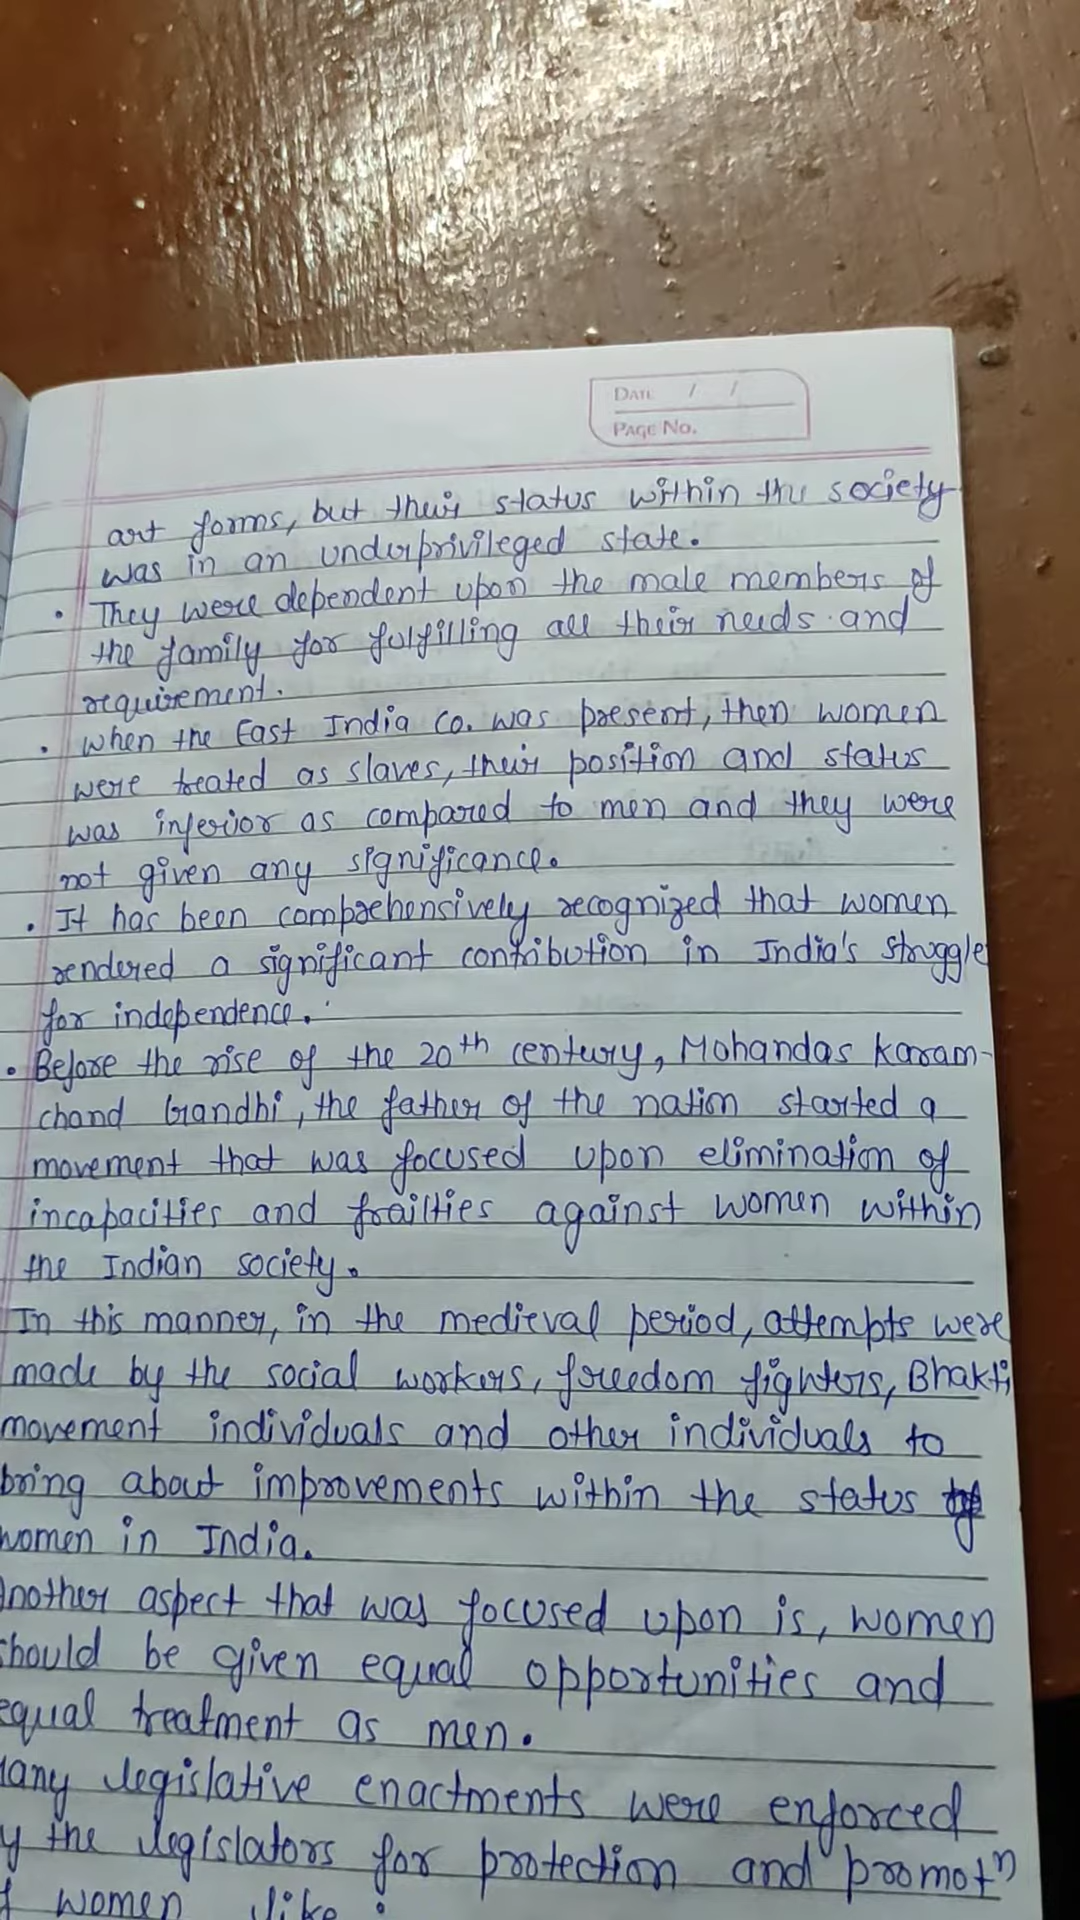 DATE / /
PAGE NO.
art forms, but their status within the society
was in an underprivileged state.
• They were dependent upon the male members of
the family for fulfilling all their needs and
requirement.
• When the East India Co. was present, then women
were treated as slaves, their position and status
was inferior as compared to men and they were
not given any significance.
• It has been comprehensively recognized that women
rendered a significant contribution in India's struggle
for independence.
• Before the rise of the 20th century, Mohandas Karam-
chand Gandhi, the father of the nation started a
movement that was focused upon elimination of
incapacities and frailties against women within
the Indian society.
In this manner, in the medieval period, attempts were
made by the social workers, freedom fighters, Bhakti
movement individuals and other individuals to
bring about improvements within the status of
women in India.
Another aspect that was focused upon is, women
should be given equal opportunities and
equal treatment as men.
any legislative enactments were enforced
y the legislators for protection and promotn
f women like :